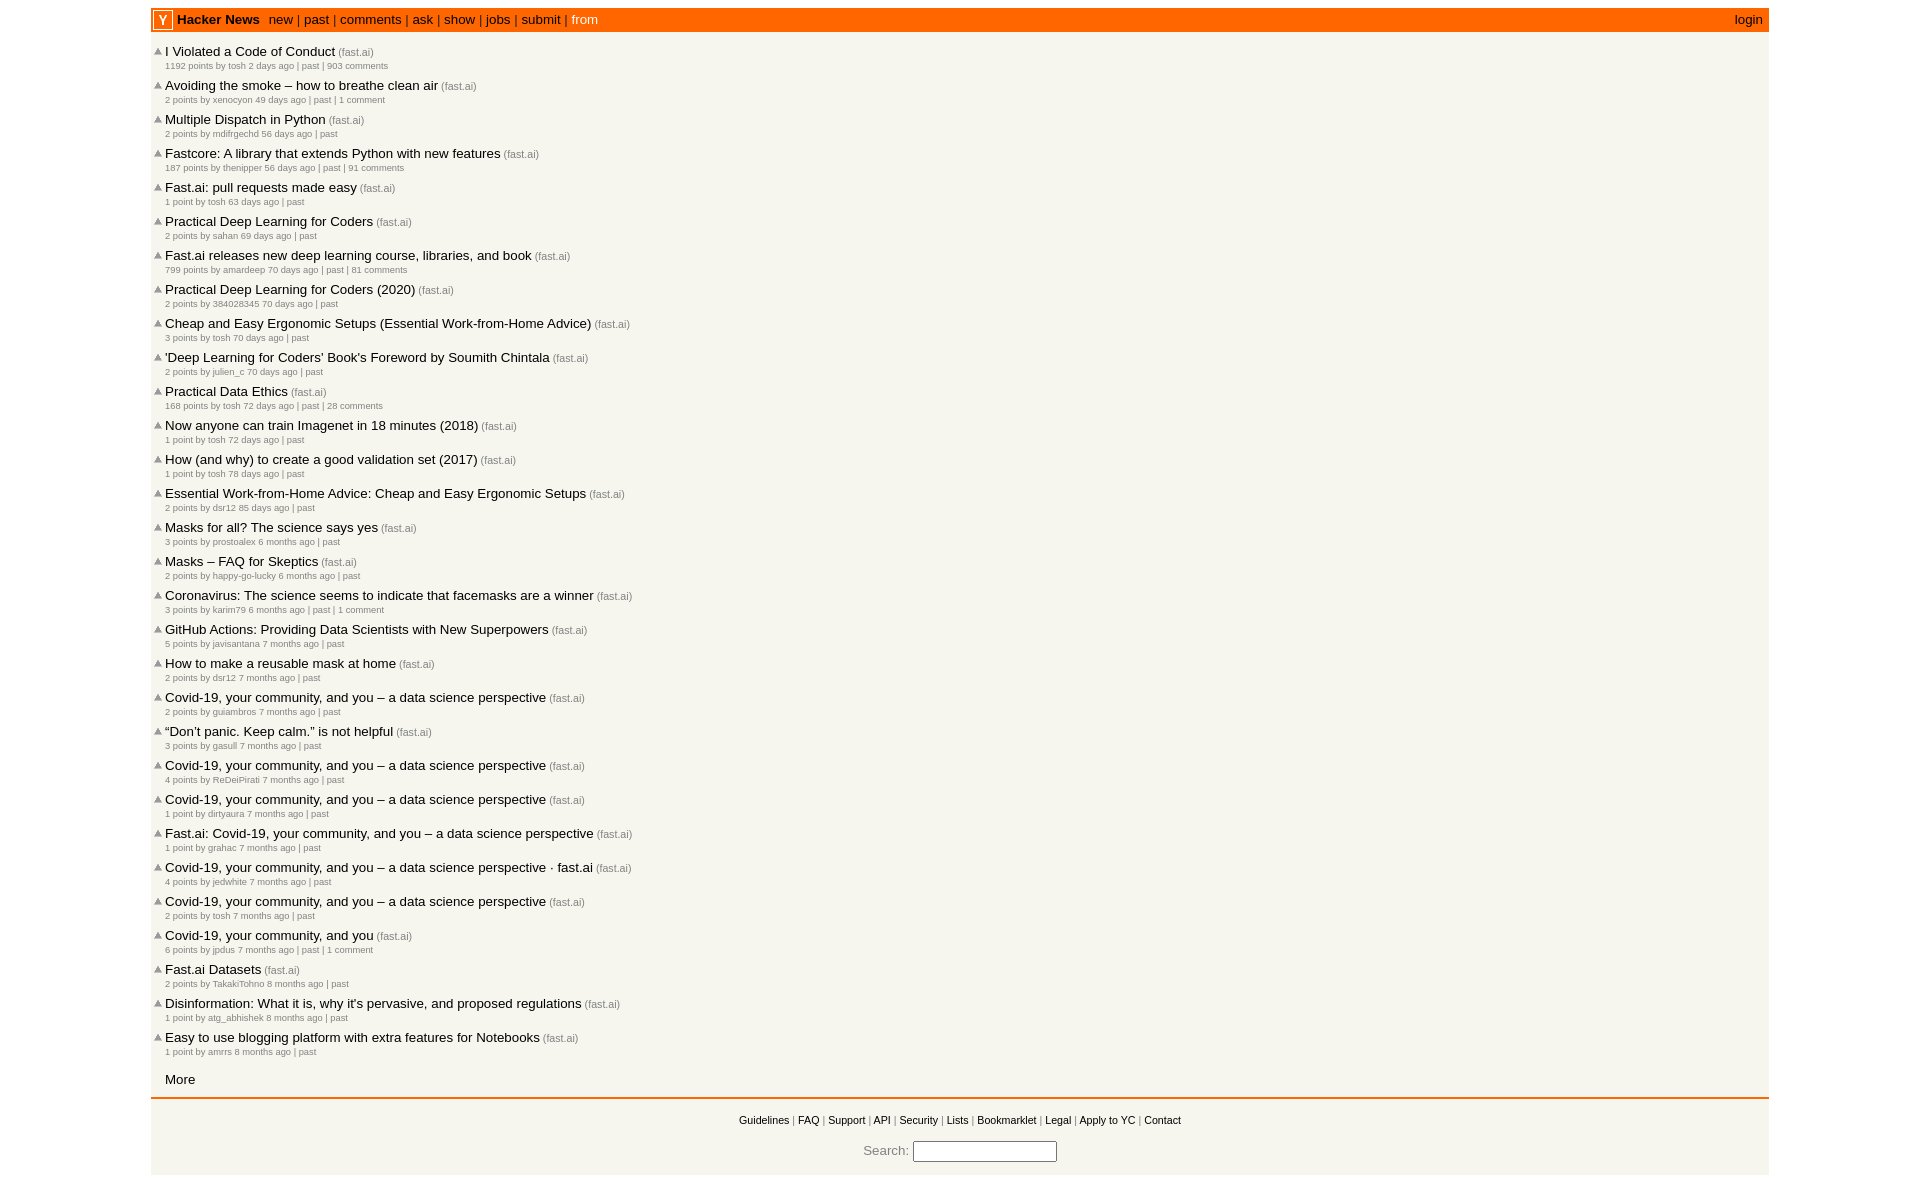 Y Hacker News new | past | comments | ask | show | jobs | submit | from login
I Violated a Code of Conduct (fast.ai)
1192 points by tosh 2 days ago | past | 903 comments
Avoiding the smoke – how to breathe clean air (fast.ai)
2 points by xenocyon 49 days ago | past | 1 comment
Multiple Dispatch in Python (fast.ai)
2 points by mdifrgechd 56 days ago | past
Fastcore: A library that extends Python with new features (fast.ai)
187 points by thenipper 56 days ago | past | 91 comments
Fast.ai: pull requests made easy (fast.ai)
1 point by tosh 63 days ago | past
Practical Deep Learning for Coders (fast.ai)
2 points by sahan 69 days ago | past
Fast.ai releases new deep learning course, libraries, and book (fast.ai)
799 points by amardeep 70 days ago | past | 81 comments
Practical Deep Learning for Coders (2020) (fast.ai)
2 points by 384028345 70 days ago | past
Cheap and Easy Ergonomic Setups (Essential Work-from-Home Advice) (fast.ai)
3 points by tosh 70 days ago | past
'Deep Learning for Coders' Book's Foreword by Soumith Chintala (fast.ai)
2 points by julien_c 70 days ago | past
Practical Data Ethics (fast.ai)
168 points by tosh 72 days ago | past | 28 comments
Now anyone can train Imagenet in 18 minutes (2018) (fast.ai)
1 point by tosh 72 days ago | past
How (and why) to create a good validation set (2017) (fast.ai)
1 point by tosh 78 days ago | past
Essential Work-from-Home Advice: Cheap and Easy Ergonomic Setups (fast.ai)
2 points by dsr12 85 days ago | past
Masks for all? The science says yes (fast.ai)
3 points by prostoalex 6 months ago | past
Masks – FAQ for Skeptics (fast.ai)
2 points by happy-go-lucky 6 months ago | past
Coronavirus: The science seems to indicate that facemasks are a winner (fast.ai)
3 points by karim79 6 months ago | past | 1 comment
GitHub Actions: Providing Data Scientists with New Superpowers (fast.ai)
5 points by javisantana 7 months ago | past
How to make a reusable mask at home (fast.ai)
2 points by dsr12 7 months ago | past
Covid-19, your community, and you – a data science perspective (fast.ai)
2 points by guiambros 7 months ago | past
“Don’t panic. Keep calm.” is not helpful (fast.ai)
3 points by gasull 7 months ago | past
Covid-19, your community, and you – a data science perspective (fast.ai)
4 points by ReDeiPirati 7 months ago | past
Covid-19, your community, and you – a data science perspective (fast.ai)
1 point by dirtyaura 7 months ago | past
Fast.ai: Covid-19, your community, and you – a data science perspective (fast.ai)
1 point by grahac 7 months ago | past
Covid-19, your community, and you – a data science perspective · fast.ai (fast.ai)
4 points by jedwhite 7 months ago | past
Covid-19, your community, and you – a data science perspective (fast.ai)
2 points by tosh 7 months ago | past
Covid-19, your community, and you (fast.ai)
6 points by jpdus 7 months ago | past | 1 comment
Fast.ai Datasets (fast.ai)
2 points by TakakiTohno 8 months ago | past
Disinformation: What it is, why it's pervasive, and proposed regulations (fast.ai)
1 point by atg_abhishek 8 months ago | past
Easy to use blogging platform with extra features for Notebooks (fast.ai)
1 point by amrrs 8 months ago | past
More
Guidelines | FAQ | Support | API | Security | Lists | Bookmarklet | Legal | Apply to YC | Contact
Search: